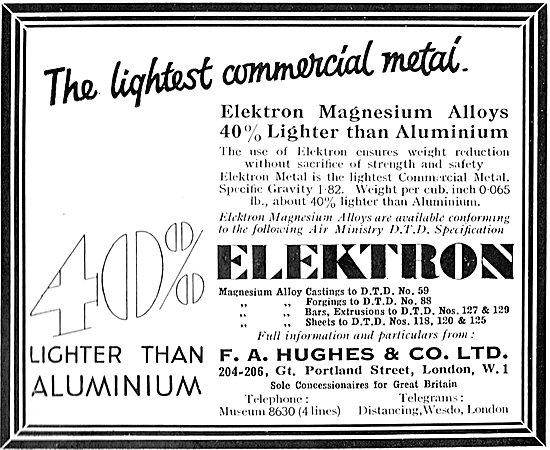 The lightest commercial metal.
Elektron Magnesium Alloys
40% Lighter than Aluminium
The use of Elektron ensures weight reduction
without sacrifice of strength and safety
Elektron Metal is the lightest Commercial Metal.
Specific Gravity 1·82. Weight per cub. inch 0·065
lb., about 40% lighter than Aluminium.
Elektron Magnesium Alloys are available conforming
to the following Air Ministry D.T.D. Specification
ELEKTRON
Magnesium Alloy Castings to D.T.D. No. 59
„ „ Forgings to D.T.D. No. 88
„ „ Bars, Extrusions to D.T.D. Nos. 127 & 129
„ „ Sheets to D.T.D. Nos. 118, 120 & 125
Full information and particulars from :
F. A. HUGHES & CO. LTD.
204-206, Gt. Portland Street, London, W. 1
Sole Concessionaires for Great Britain
Telephone : Telegrams :
Museum 8630 (4 lines) Distancing, Wesdo, London
40%
LIGHTER THAN
ALUMINIUM